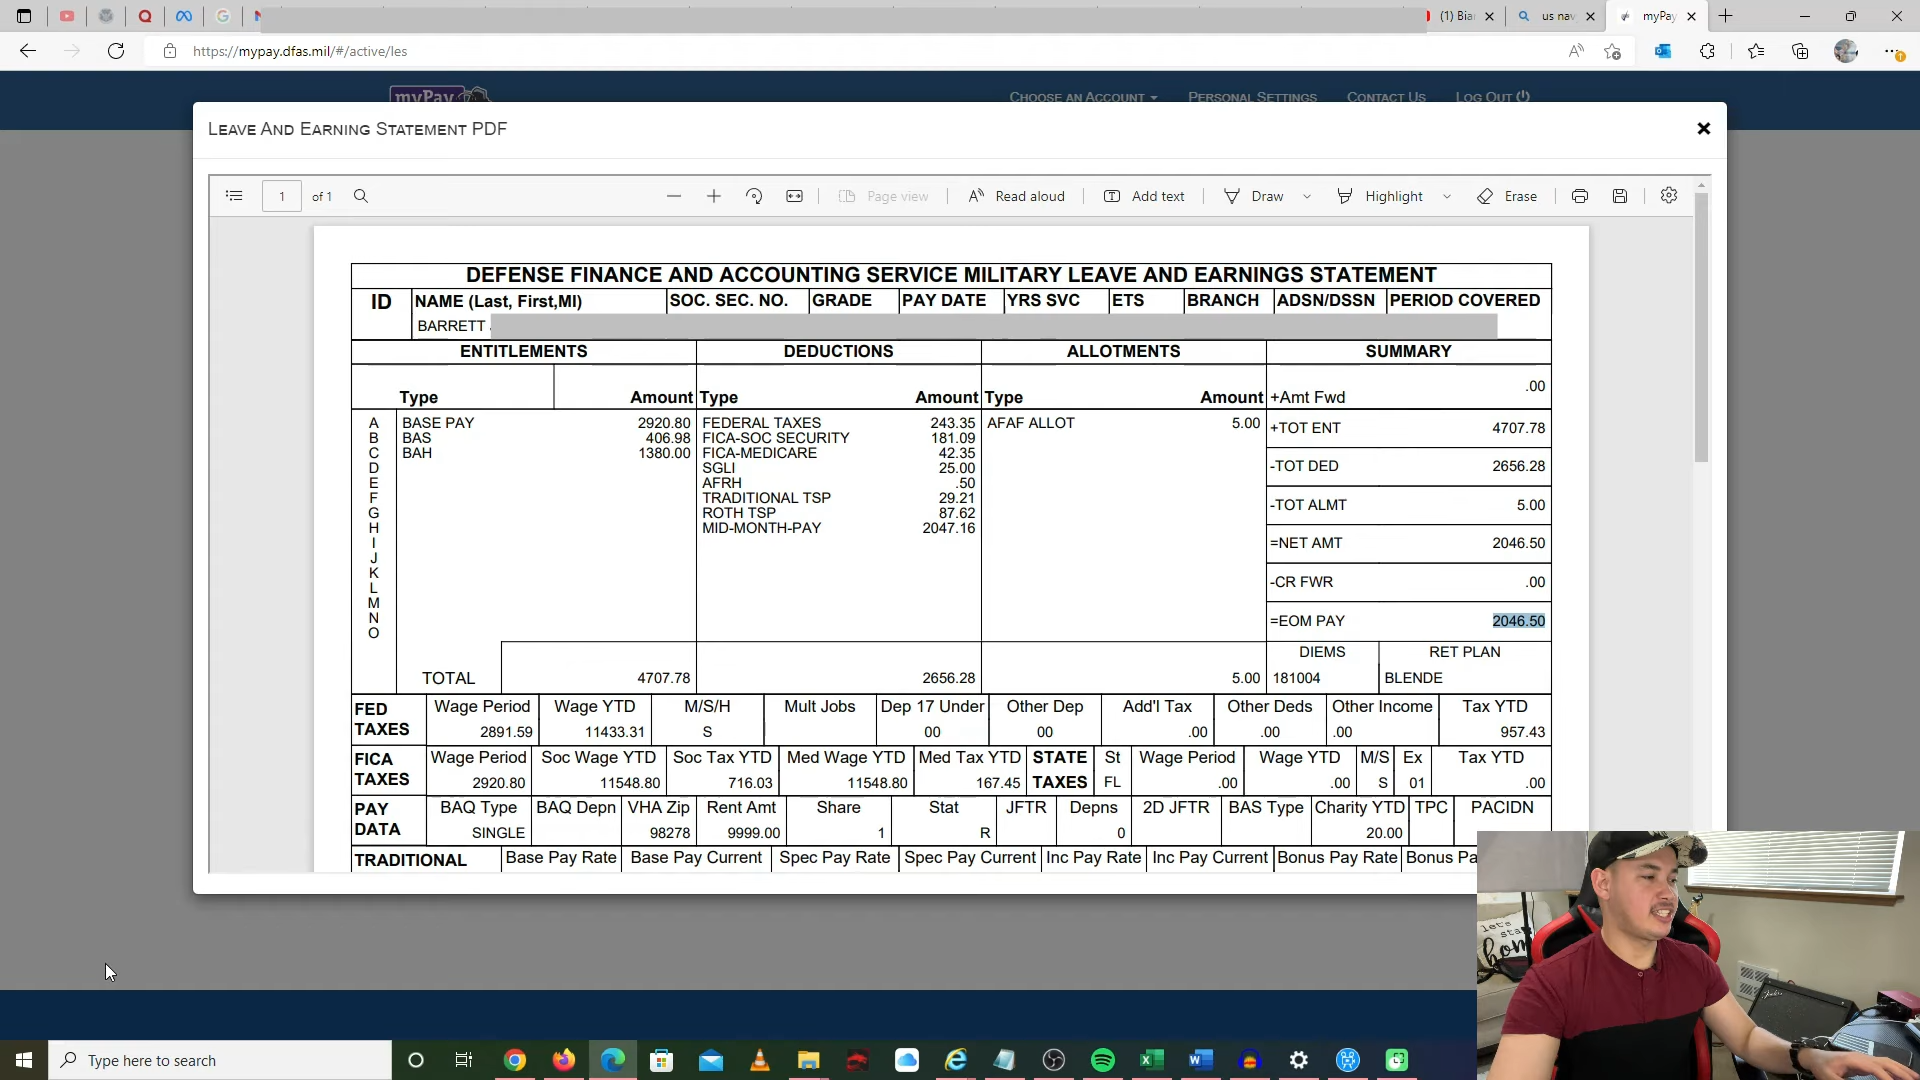 (1) Biar
us nav
myPay
https://mypay.dfas.mil/#/active/les
myPay
CHOOSE AN ACCOUNT
PERSONAL SETTINGS
CONTACT US
LOG OUT
LEAVE AND EARNING STATEMENT PDF
1 of 1
Page view
Read aloud
Add text
Draw
Highlight
Erase
DEFENSE FINANCE AND ACCOUNTING SERVICE MILITARY LEAVE AND EARNINGS STATEMENT
ID NAME (Last, First,MI) SOC. SEC. NO. GRADE PAY DATE YRS SVC ETS BRANCH ADSN/DSSN PERIOD COVERED
BARRETT
ENTITLEMENTS DEDUCTIONS ALLOTMENTS SUMMARY
Type Amount Type Amount Type Amount +Amt Fwd .00
A BASE PAY 2920.80 FEDERAL TAXES 243.35 AFAF ALLOT 5.00 +TOT ENT 4707.78
B BAS 406.98 FICA-SOC SECURITY 181.09
C BAH 1380.00 FICA-MEDICARE 42.35
D SGLI 25.00 -TOT DED 2656.28
E AFRH .50
F TRADITIONAL TSP 29.21 -TOT ALMT 5.00
G ROTH TSP 87.62
H MID-MONTH-PAY 2047.16
I =NET AMT 2046.50
J
K -CR FWR .00
L
M
N =EOM PAY 2046.50
O
DIEMS RET PLAN
TOTAL 4707.78 2656.28 5.00 181004 BLENDE
FED TAXES Wage Period Wage YTD M/S/H Mult Jobs Dep 17 Under Other Dep Add'l Tax Other Deds Other Income Tax YTD
2891.59 11433.31 S 00 00 .00 .00 .00 957.43
FICA TAXES Wage Period Soc Wage YTD Soc Tax YTD Med Wage YTD Med Tax YTD STATE TAXES St Wage Period Wage YTD M/S Ex Tax YTD
2920.80 11548.80 716.03 11548.80 167.45 FL .00 .00 S 01 .00
PAY DATA BAQ Type BAQ Depn VHA Zip Rent Amt Share Stat JFTR Depns 2D JFTR BAS Type Charity YTD TPC PACIDN
SINGLE 98278 9999.00 1 R 0 20.00
TRADITIONAL Base Pay Rate Base Pay Current Spec Pay Rate Spec Pay Current Inc Pay Rate Inc Pay Current Bonus Pay Rate Bonus Pa
let's
sta
hom
Fender
Type here to search